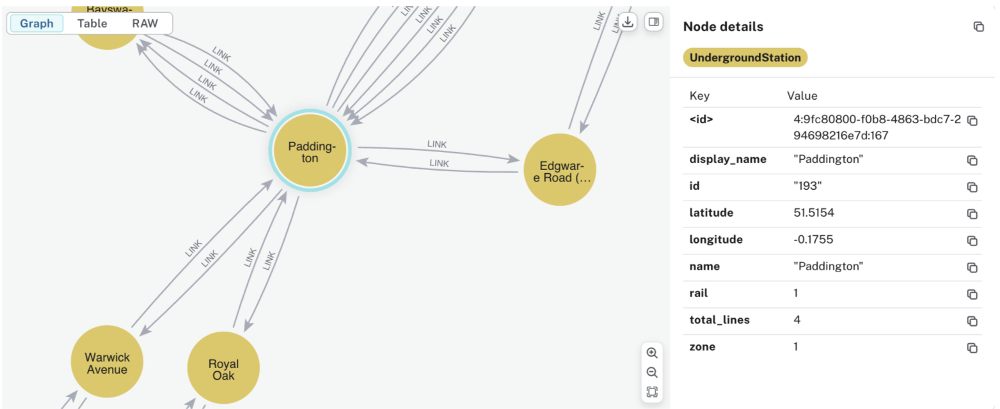 Bayswa-
Graph Table RAW
LINK
LINK
LINK
LINK
LINK
LINK
LINK
LINK
LINK
Padding-
ton
LINK
LINK
Edgwar-
e Road (...
LINK
LINK
LINK
LINK
Warwick
Avenue
Royal
Oak
Node details
UndergroundStation
Key Value
<id> 4:9fc80800-f0b8-4863-bdc7-2
94698216e7d:167
display_name "Paddington"
id "193"
latitude 51.5154
longitude -0.1755
name "Paddington"
rail 1
total_lines 4
zone 1